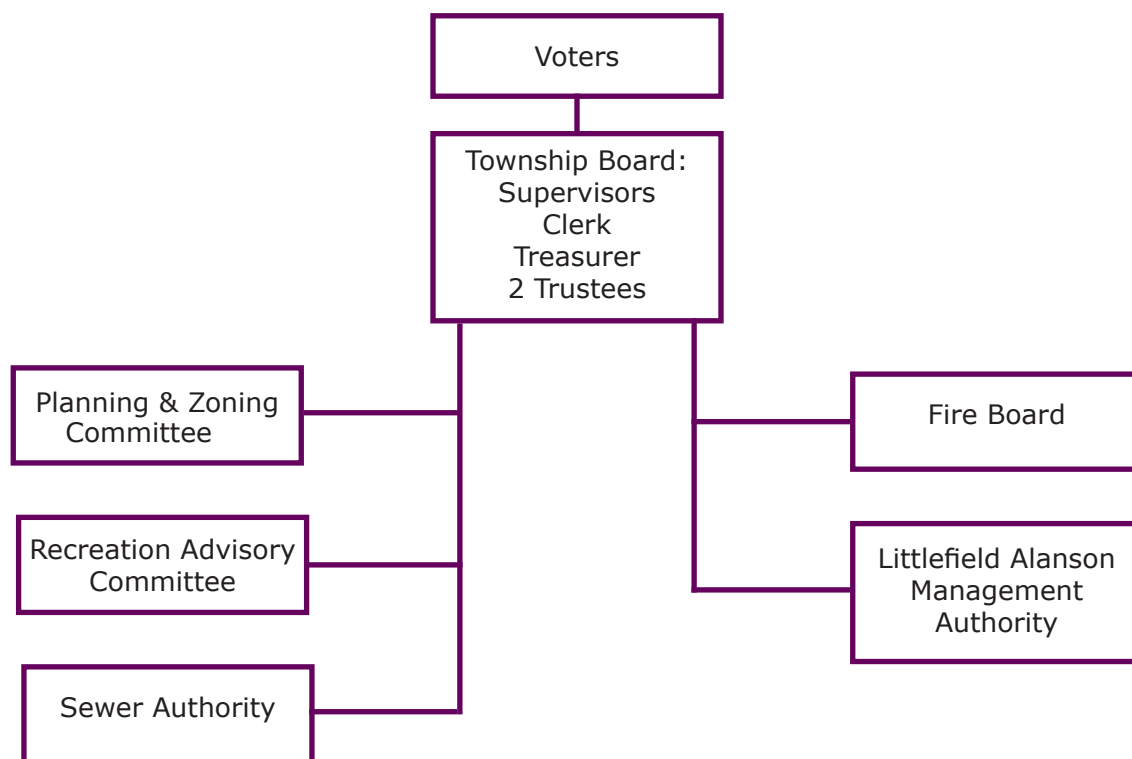 Voters
Township Board:
Supervisors
Clerk
Treasurer
2 Trustees
Planning & Zoning
Committee
Recreation Advisory
Committee
Sewer Authority
Fire Board
Littlefield Alanson
Management
Authority